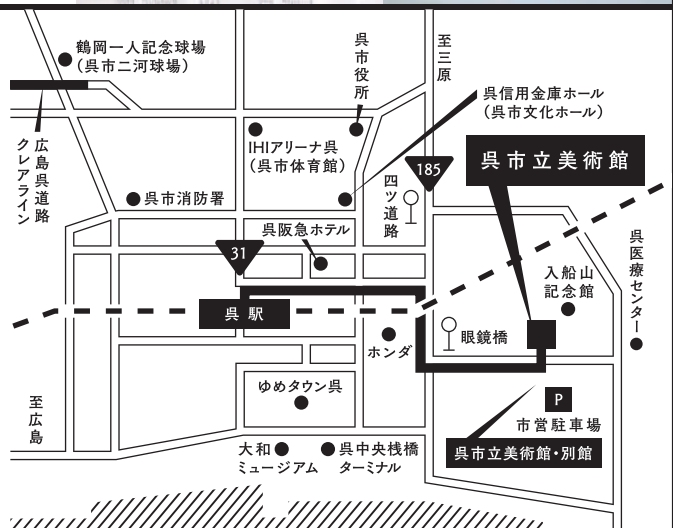 鶴岡一人記念球場
(呉市二河球場)
呉市役所
至三原
呉信用金庫ホール
(呉市文化ホール)
広島呉道路
クレアライン
IHIアリーナ呉
(呉市体育館)
呉市立美術館
185
四ツ道路
呉市消防署
呉阪急ホテル
31
呉医療センター
入船山
記念館
呉駅
眼鏡橋
ホンダ
ゆめタウン呉
P
市営駐車場
至広島
呉市立美術館・別館
大和
ミュージアム
呉中央桟橋
ターミナル